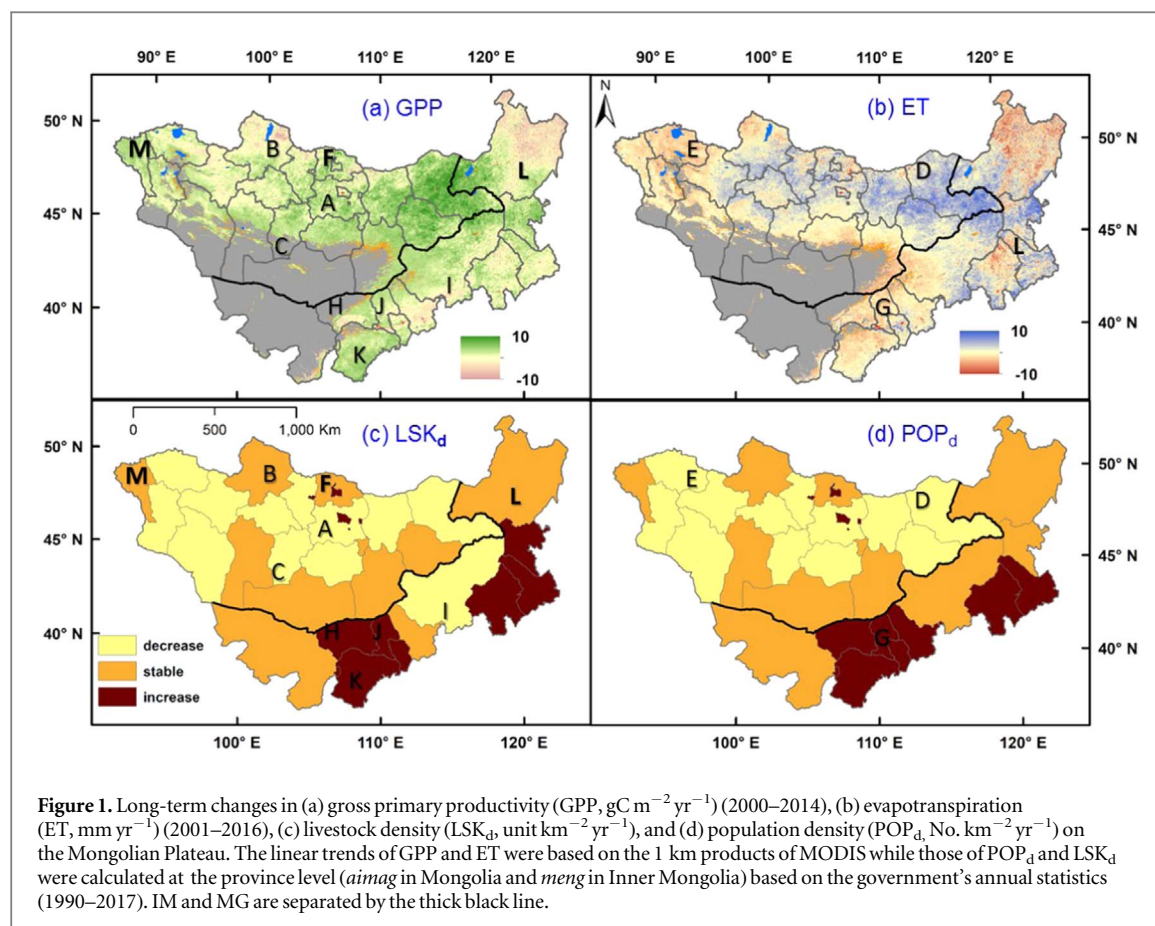 90° E 100° E 110° E 120° E
90° E 100° E 110° E 120° E
50° N
45° N
40° N
(a) GPP
M
B
F
A
L
C
I
H
J
K
10
-10
N
(b) ET
E
D
L
G
10
-10
50° N
45° N
40° N
0 500 1,000 Km
(c) LSKd
50° N
45° N
40° N
M
B
F
L
A
C
I
H
J
K
decrease
stable
increase
(d) POPd
E
D
G
50° N
45° N
40° N
100° E 110° E 120° E
100° E 110° E 120° E
Figure 1. Long-term changes in (a) gross primary productivity (GPP, gC m−2 yr−1) (2000–2014), (b) evapotranspiration
(ET, mm yr−1) (2001–2016), (c) livestock density (LSKd, unit km−2 yr−1), and (d) population density (POPd, No. km−2 yr−1) on
the Mongolian Plateau. The linear trends of GPP and ET were based on the 1 km products of MODIS while those of POPd and LSKd
were calculated at the province level (aimag in Mongolia and meng in Inner Mongolia) based on the government's annual statistics
(1990–2017). IM and MG are separated by the thick black line.